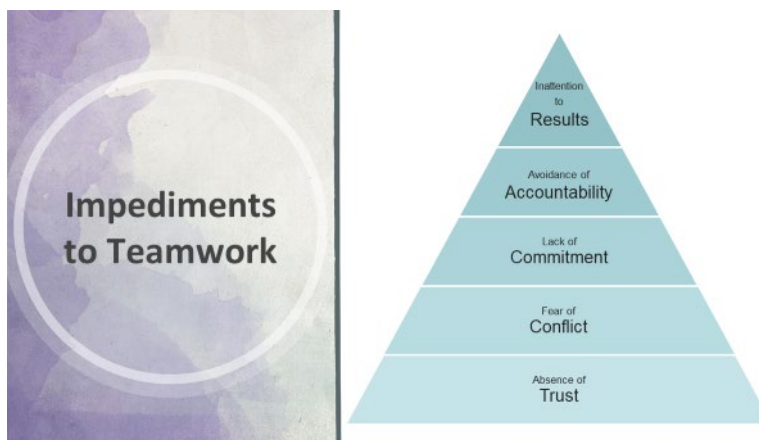 Impediments
to Teamwork
Inattention
to
Results
Avoidance of
Accountability
Lack of
Commitment
Fear of
Conflict
Absence of
Trust